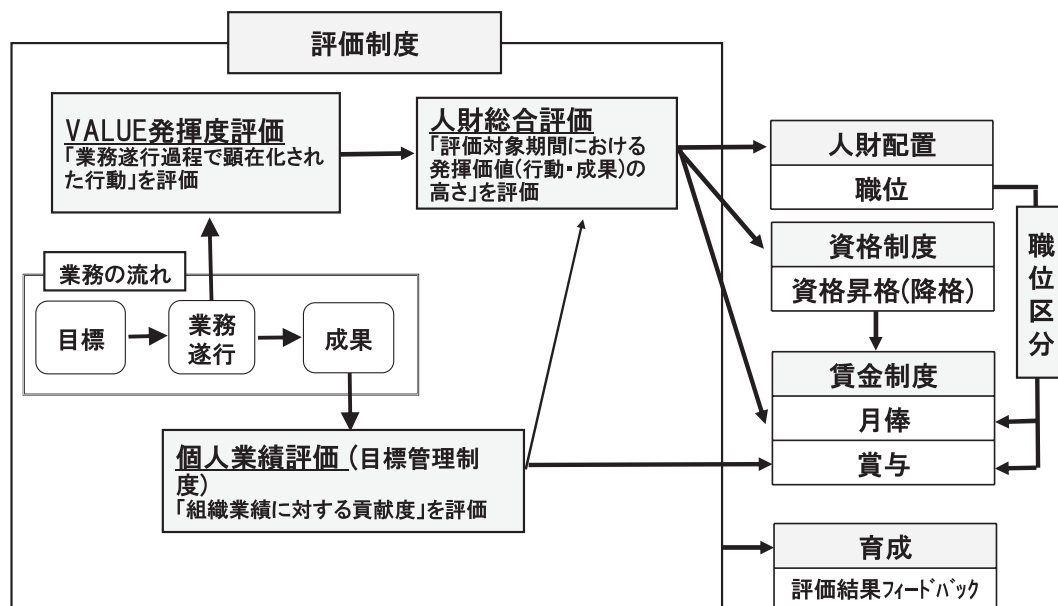 評価制度
VALUE発揮度評価
「業務遂行過程で顕在化され
た行動」を評価
人財総合評価
「評価対象期間における
発揮価値(行動・成果)の
高さ」を評価
業務の流れ
目標
業務
遂行
成果
個人業績評価(目標管理制
度)
「組織業績に対する貢献度」を評価
人財配置
職位
資格制度
資格昇格(降格)
賃金制度
月俸
賞与
職位区分
育成
評価結果フィードバック